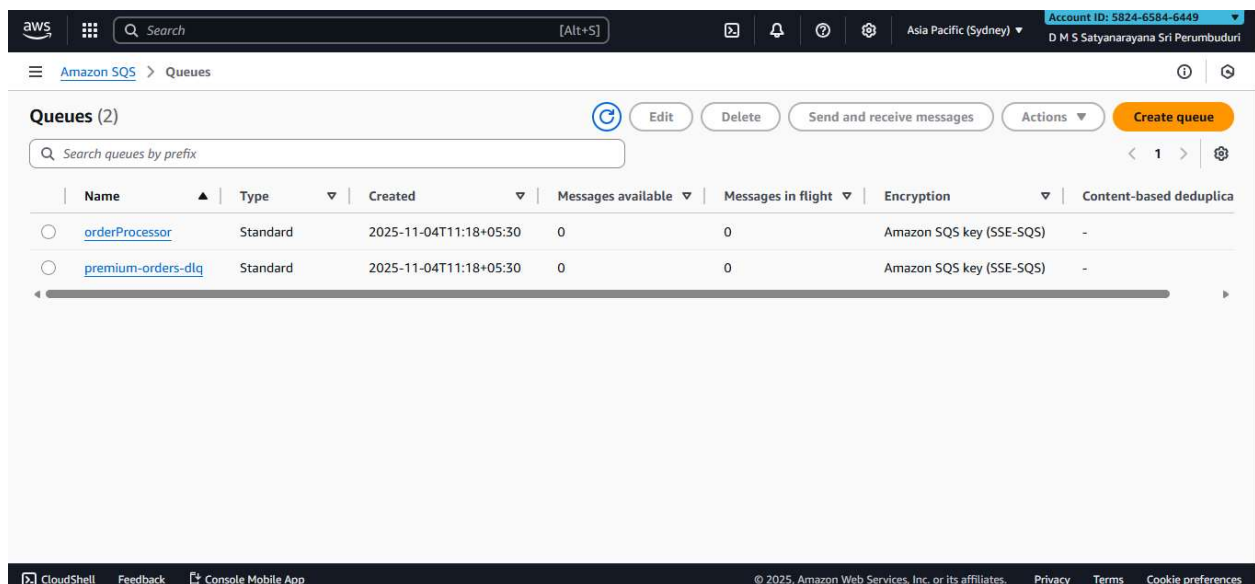 aws Search [Alt+S] Asia Pacific (Sydney) ▼ Account ID: 5824-6584-6449 ▼
D M S Satyanarayana Sri Perumbuduri
Amazon SQS > Queues
Queues (2) Edit Delete Send and receive messages Actions ▼ Create queue
Search queues by prefix < 1 >
Name ▲ Type ▽ Created ▽ Messages available ▽ Messages in flight ▽ Encryption ▽ Content-based deduplica
orderProcessor Standard 2025-11-04T11:18+05:30 0 0 Amazon SQS key (SSE-SQS) -
premium-orders-dlq Standard 2025-11-04T11:18+05:30 0 0 Amazon SQS key (SSE-SQS) -
CloudShell Feedback Console Mobile App © 2025, Amazon Web Services, Inc. or its affiliates. Privacy Terms Cookie preferences